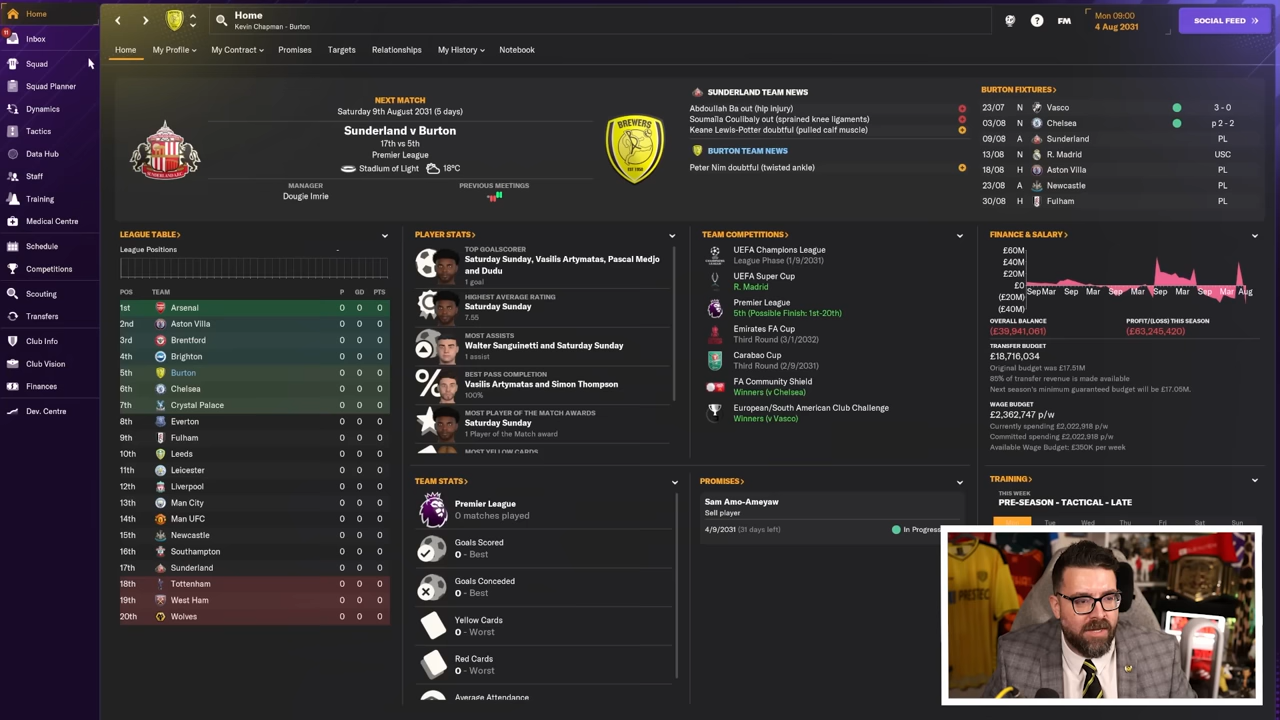 Home
Inbox
11
Squad
Squad Planner
Dynamics
Tactics
Data Hub
Staff
Training
Medical Centre
Schedule
Competitions
Scouting
Transfers
Club Info
Club Vision
Finances
Dev. Centre
Home
Kevin Chapman - Burton
FM
Mon 09:00
4 Aug 2031
SOCIAL FEED
Home
My Profile
My Contract
Promises
Targets
Relationships
My History
Notebook
NEXT MATCH
Saturday 9th August 2031 (5 days)
Sunderland v Burton
17th vs 5th
Premier League
Stadium of Light 18°C
MANAGER
Dougie Imrie
PREVIOUS MEETINGS
BREWERS
SUNDERLAND TEAM NEWS
Abdoullah Ba out (hip injury)
Soumaïla Coulibaly out (sprained knee ligaments)
Keane Lewis-Potter doubtful (pulled calf muscle)
BURTON TEAM NEWS
Peter Nim doubtful (twisted ankle)
BURTON FIXTURES
23/07 N Vasco 3 - 0
03/08 N Chelsea p 2 - 2
09/08 A Sunderland PL
13/08 N R. Madrid USC
18/08 H Aston Villa PL
23/08 A Newcastle PL
30/08 H Fulham PL
LEAGUE TABLE
League Positions -
POS TEAM P GD PTS
1st Arsenal 0 0 0
2nd Aston Villa 0 0 0
3rd Brentford 0 0 0
4th Brighton 0 0 0
5th Burton 0 0 0
6th Chelsea 0 0 0
7th Crystal Palace 0 0 0
8th Everton 0 0 0
9th Fulham 0 0 0
10th Leeds 0 0 0
11th Leicester 0 0 0
12th Liverpool 0 0 0
13th Man City 0 0 0
14th Man UFC 0 0 0
15th Newcastle 0 0 0
16th Southampton 0 0 0
17th Sunderland 0 0 0
18th Tottenham 0 0 0
19th West Ham 0 0 0
20th Wolves 0 0 0
PLAYER STATS
TOP GOALSCORER
Saturday Sunday, Vasilis Artymatas, Pascal Medjo
and Dudu
1 goal
HIGHEST AVERAGE RATING
Saturday Sunday
7.55
MOST ASSISTS
Walter Sanguinetti and Saturday Sunday
1 assist
BEST PASS COMPLETION
Vasilis Artymatas and Simon Thompson
100%
MOST PLAYER OF THE MATCH AWARDS
Saturday Sunday
1 Player of the Match award
MOST YELLOW CARDS
TEAM STATS
Premier League
0 matches played
Goals Scored
0 - Best
Goals Conceded
0 - Best
Yellow Cards
0 - Worst
Red Cards
0 - Worst
Average Attendance
TEAM COMPETITIONS
UEFA Champions League
League Phase (1/9/2031)
UEFA Super Cup
R. Madrid
Premier League
5th (Possible Finish: 1st-20th)
Emirates FA Cup
Third Round (3/1/2032)
Carabao Cup
Third Round (2/9/2031)
FA Community Shield
Winners (v Chelsea)
European/South American Club Challenge
Winners (v Vasco)
PROMISES
Sam Amo-Ameyaw
Sell player
4/9/2031 (31 days left) In Progress
FINANCE & SALARY
£60M
£40M
£20M
£0
(£20M)
(£40M)
Sep Mar Sep Mar Sep Mar Sep Mar Sep Mar Aug
OVERALL BALANCE
(£39,941,061)
PROFIT/(LOSS) THIS SEASON
(£63,245,420)
TRANSFER BUDGET
£18,716,034
Original budget was £17.51M
85% of transfer revenue is made available
Next season's minimum guaranteed budget will be £17.05M.
WAGE BUDGET
£2,362,747 p/w
Currently spending £2,022,918 p/w
Committed spending £2,022,918 p/w
Available Wage Budget: £350K per week
TRAINING
THIS WEEK
PRE-SEASON - TACTICAL - LATE
Tue Wed Thu Fri Sat Sun
PRESTEC